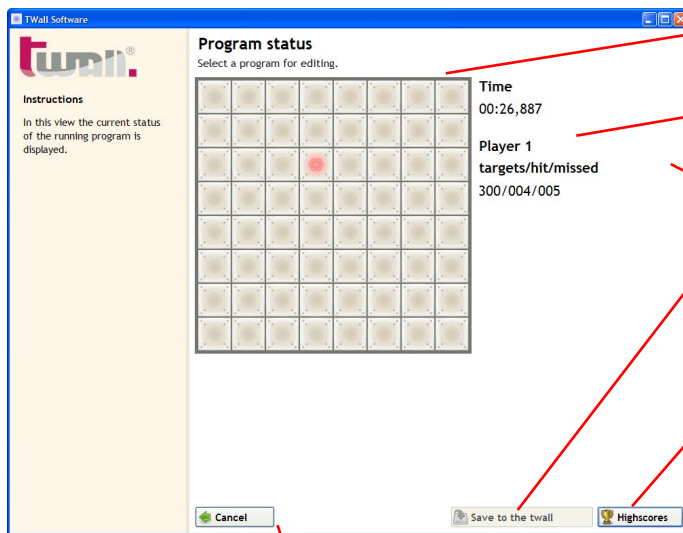 TWall Software
twall.®
Instructions
In this view the current status
of the running program is
displayed.
Program status
Select a program for editing.
Time
00:26,887
Player 1
targets/hit/missed
300/004/005
Cancel
Save to the twall
Highscores